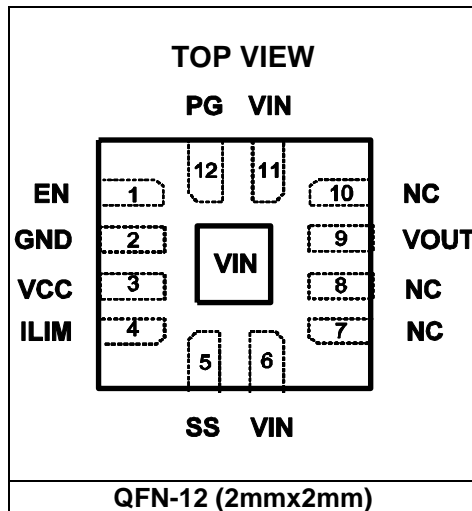 TOP VIEW
PG VIN
12 11
EN 1 10 NC
GND 2 9 VOUT
VIN
VCC 3 8 NC
ILIM 4 7 NC
5 6
SS VIN
QFN-12 (2mmx2mm)